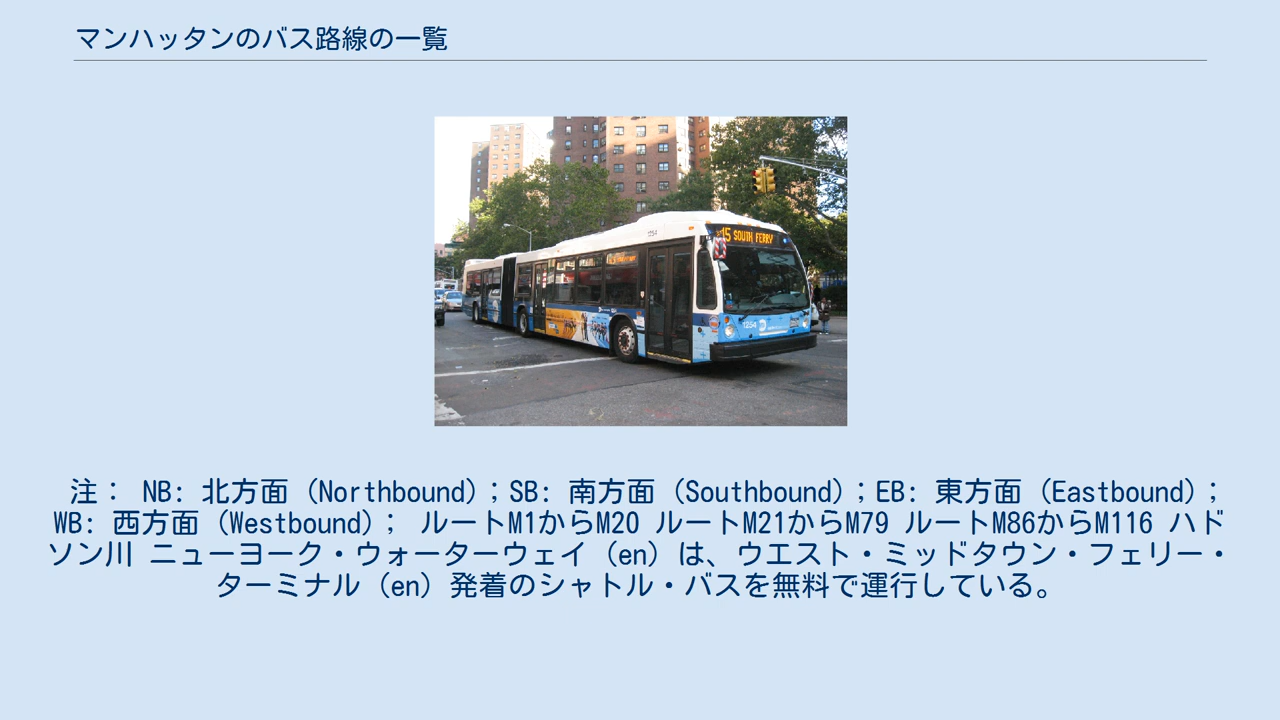 マンハッタンのバス路線の一覧
15 SOUTH FERRY
1254
1254
注： NB: 北方面 (Northbound)；SB: 南方面 (Southbound)；EB: 東方面 (Eastbound)；
WB: 西方面 (Westbound)； ルートM1からM20 ルートM21からM79 ルートM86からM116 ハド
ソン川 ニューヨーク・ウォーターウェイ（en）は、ウエスト・ミッドタウン・フェリー・
ターミナル（en）発着のシャトル・バスを無料で運行している。